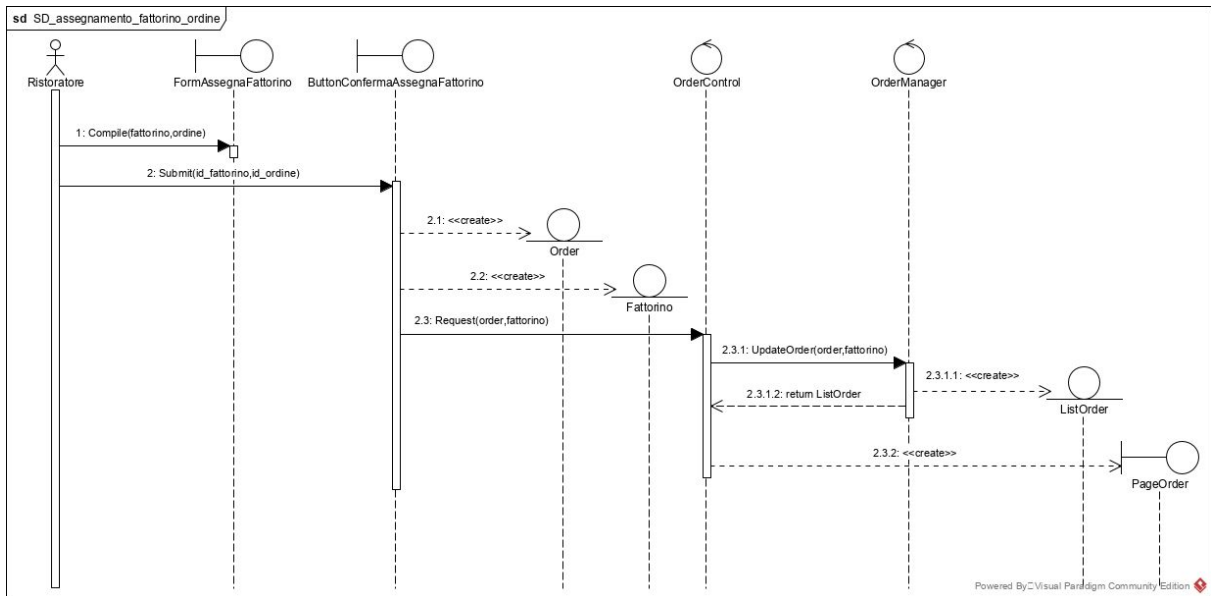 sd SD_assegnamento_fattorino_ordine
Ristoratore
FormAssegnaFattorino
ButtonConfermaAssegnaFattorino
OrderControl
OrderManager
1: Compile(fattorino,ordine)
2: Submit(id_fattorino,id_ordine)
2.1: <<create>>
Order
2.2: <<create>>
Fattorino
2.3: Request(order,fattorino)
2.3.1: UpdateOrder(order,fattorino)
2.3.1.1: <<create>>
2.3.1.2: return ListOrder
ListOrder
2.3.2: <<create>>
PageOrder
Powered By Visual Paradigm Community Edition